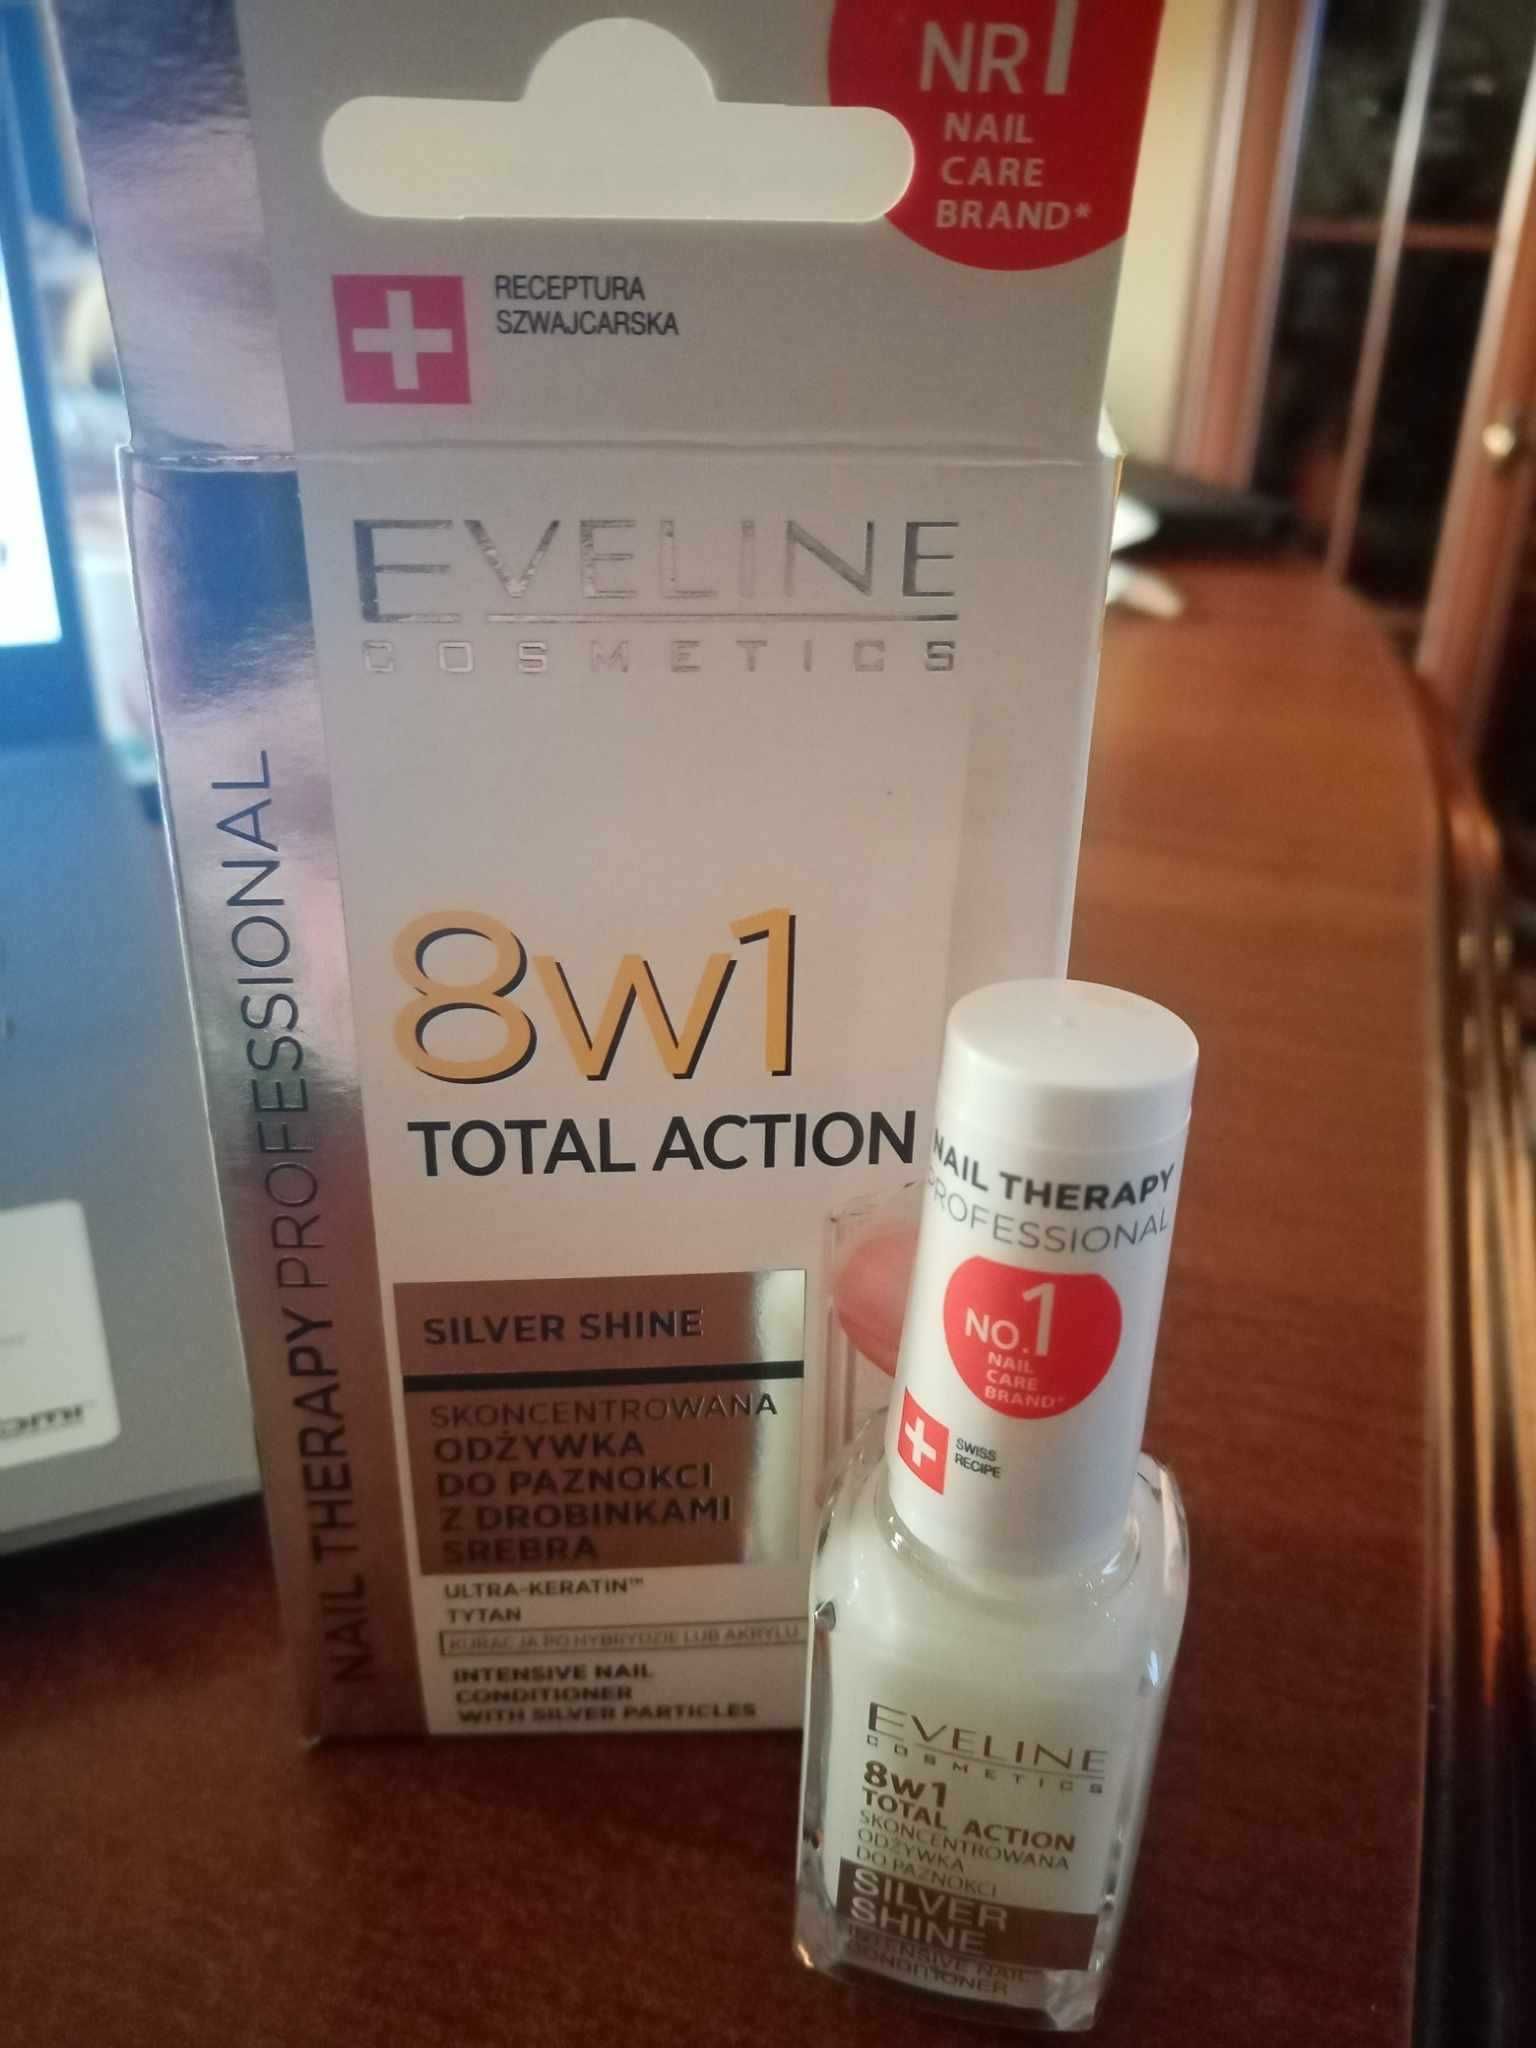 NR 1
NAIL
CARE
BRAND*
RECEPTURA
SZWAJCARSKA
EVELINE
COSMETICS
NAIL THERAPY PROFESSIONAL
8w1
TOTAL ACTION
SILVER SHINE
SKONCENTROWANA
ODŻYWKA
DO PAZNOKCI
Z DROBINKAMI
SREBRA
ULTRA-KERATIN™
TYTAN
KURACJA PO HYBRYDZIE LUB AKRYLU
INTENSIVE NAIL
CONDITIONER
WITH SILVER PARTICLES
NAIL THERAPY
PROFESSIONAL
NO.1
NAIL
CARE
BRAND*
SWISS
RECIPE
EVELINE
COSMETICS
8w1
TOTAL ACTION
SKONCENTROWANA
ODŻYWKA
DO PAZNOKCI
SILVER
SHINE
INTENSIVE NAIL
CONDITIONER